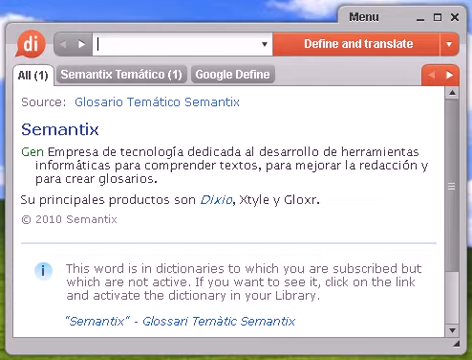 Menu
di
Define and translate
All (1)
Semantix Temático (1)
Google Define
Source: Glosario Temático Semantix
Semantix
Gen Empresa de tecnología dedicada al desarrollo de herramientas
informáticas para comprender textos, para mejorar la redacción y
para crear glosarios.
Su principales productos son Dixio, Xtyle y Gloxr.
© 2010 Semantix
i
This word is in dictionaries to which you are subscribed but
which are not active. If you want to see it, click on the link
and activate the dictionary in your Library.
"Semantix" - Glossari Temàtic Semantix